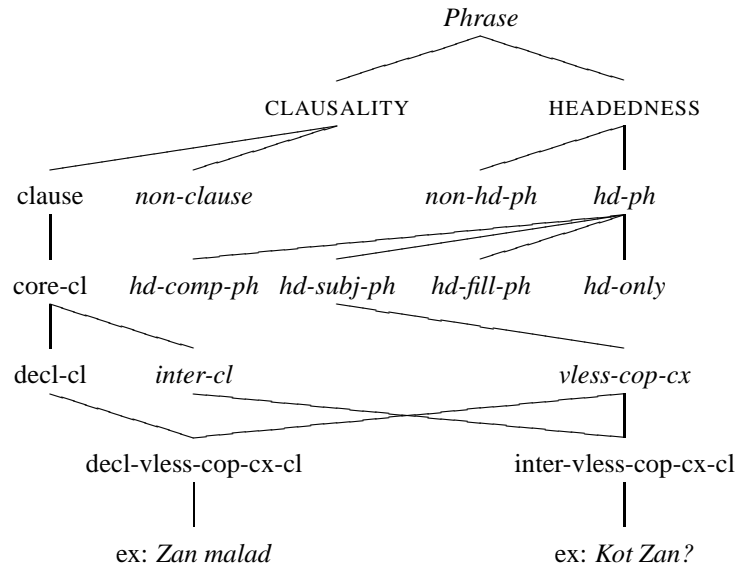 Phrase
CLAUSALITY HEADEDNESS
clause non-clause non-hd-ph hd-ph
core-cl hd-comp-ph hd-subj-ph hd-fill-ph hd-only
decl-cl inter-cl vless-cop-cx
decl-vless-cop-cx-cl inter-vless-cop-cx-cl
ex: Zan malad ex: Kot Zan?